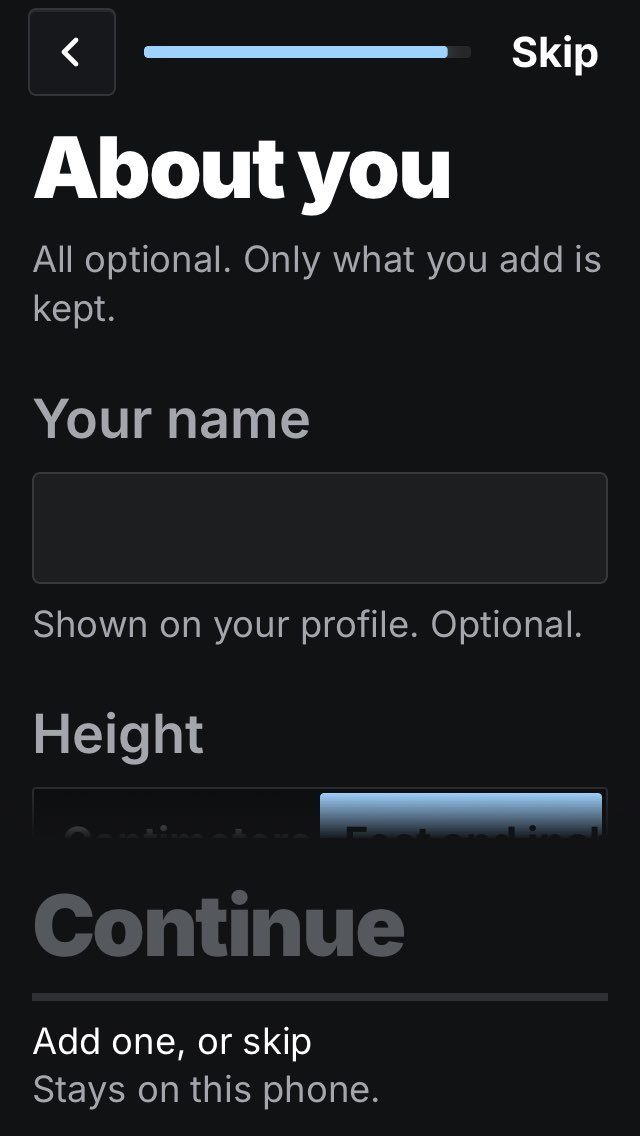 Skip
About you
All optional. Only what you add is
kept.
Your name
Shown on your profile. Optional.
Height
Continue
Add one, or skip
Stays on this phone.